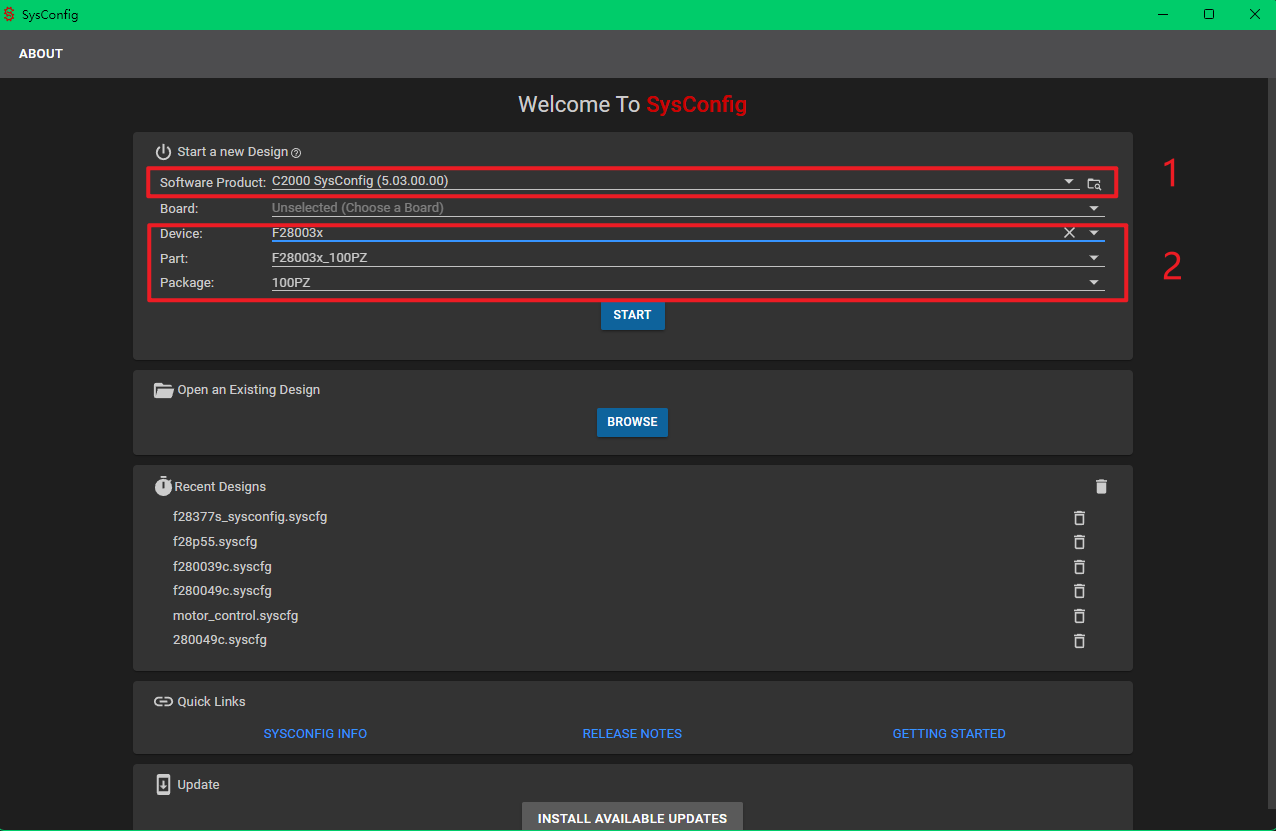 SysConfig
ABOUT
Welcome To SysConfig
Start a new Design
Software Product: C2000 SysConfig (5.03.00.00)
1
Board: Unselected (Choose a Board)
Device: F28003x
Part: F28003x_100PZ
2
Package: 100PZ
START
Open an Existing Design
BROWSE
Recent Designs
f28377s_sysconfig.syscfg
f28p55.syscfg
f280039c.syscfg
f280049c.syscfg
motor_control.syscfg
280049c.syscfg
Quick Links
SYSCONFIG INFO RELEASE NOTES GETTING STARTED
Update
INSTALL AVAILABLE UPDATES